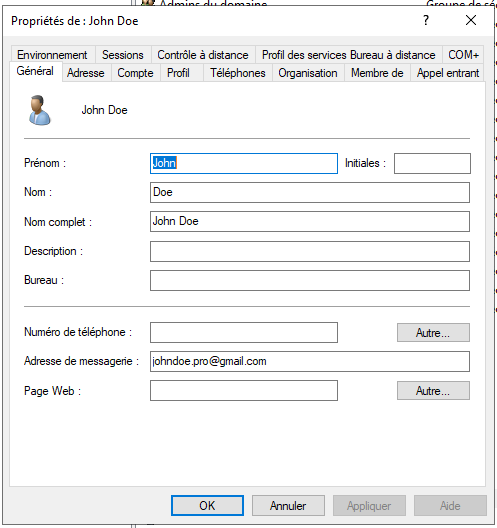 Admins du domaine Groupe de sé
Propriétés de : John Doe ? ×
Environnement Sessions Contrôle à distance Profil des services Bureau à distance COM+
Général Adresse Compte Profil Téléphones Organisation Membre de Appel entrant
John Doe
Prénom : John Initiales :
Nom : Doe
Nom complet : John Doe
Description :
Bureau :
Numéro de téléphone : Autre...
Adresse de messagerie : johndoe.pro@gmail.com
Page Web : Autre...
OK Annuler Appliquer Aide